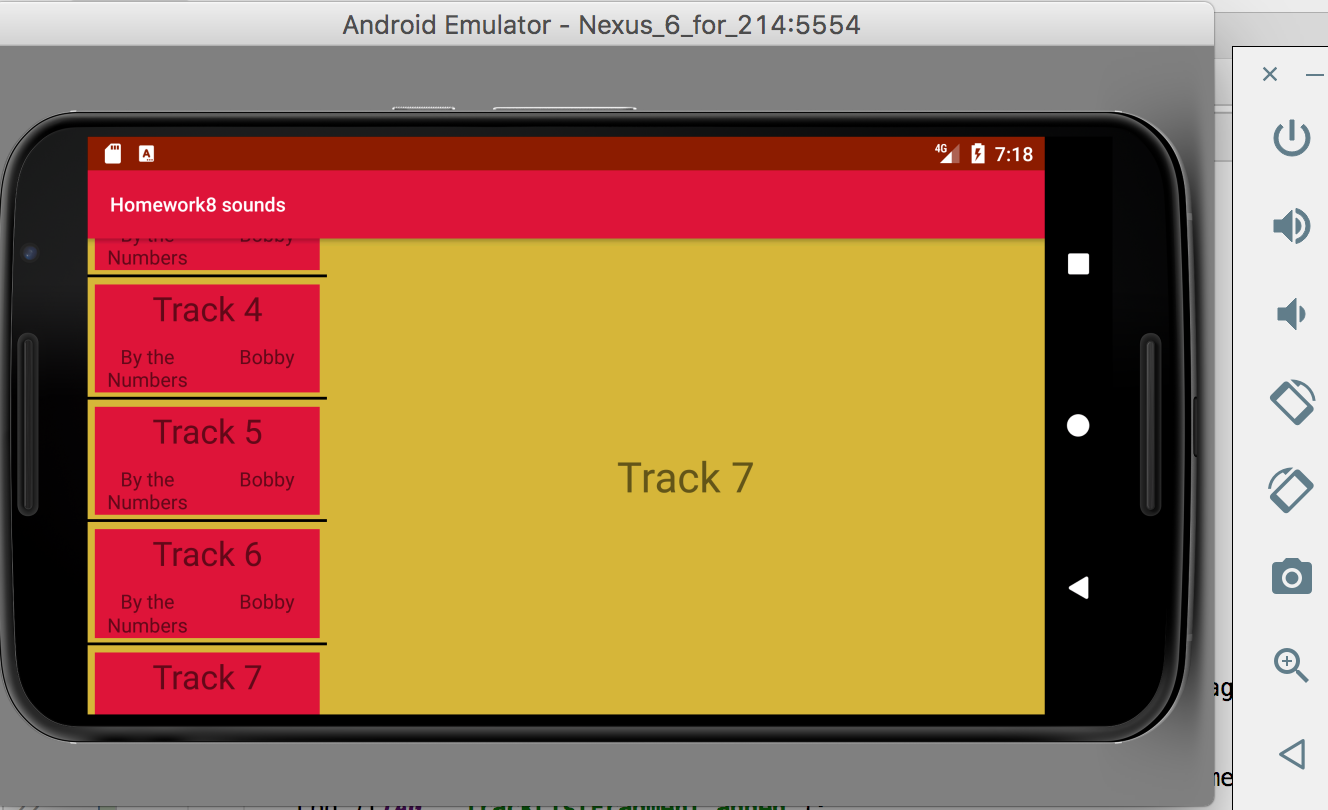 Android Emulator - Nexus_6_for_214:5554
A
4G
7:18
Homework8 sounds
By the
Bobby
Numbers
Track 4
By the
Bobby
Numbers
Track 5
By the
Bobby
Numbers
Track 6
By the
Bobby
Numbers
Track 7
Track 7
ag
me